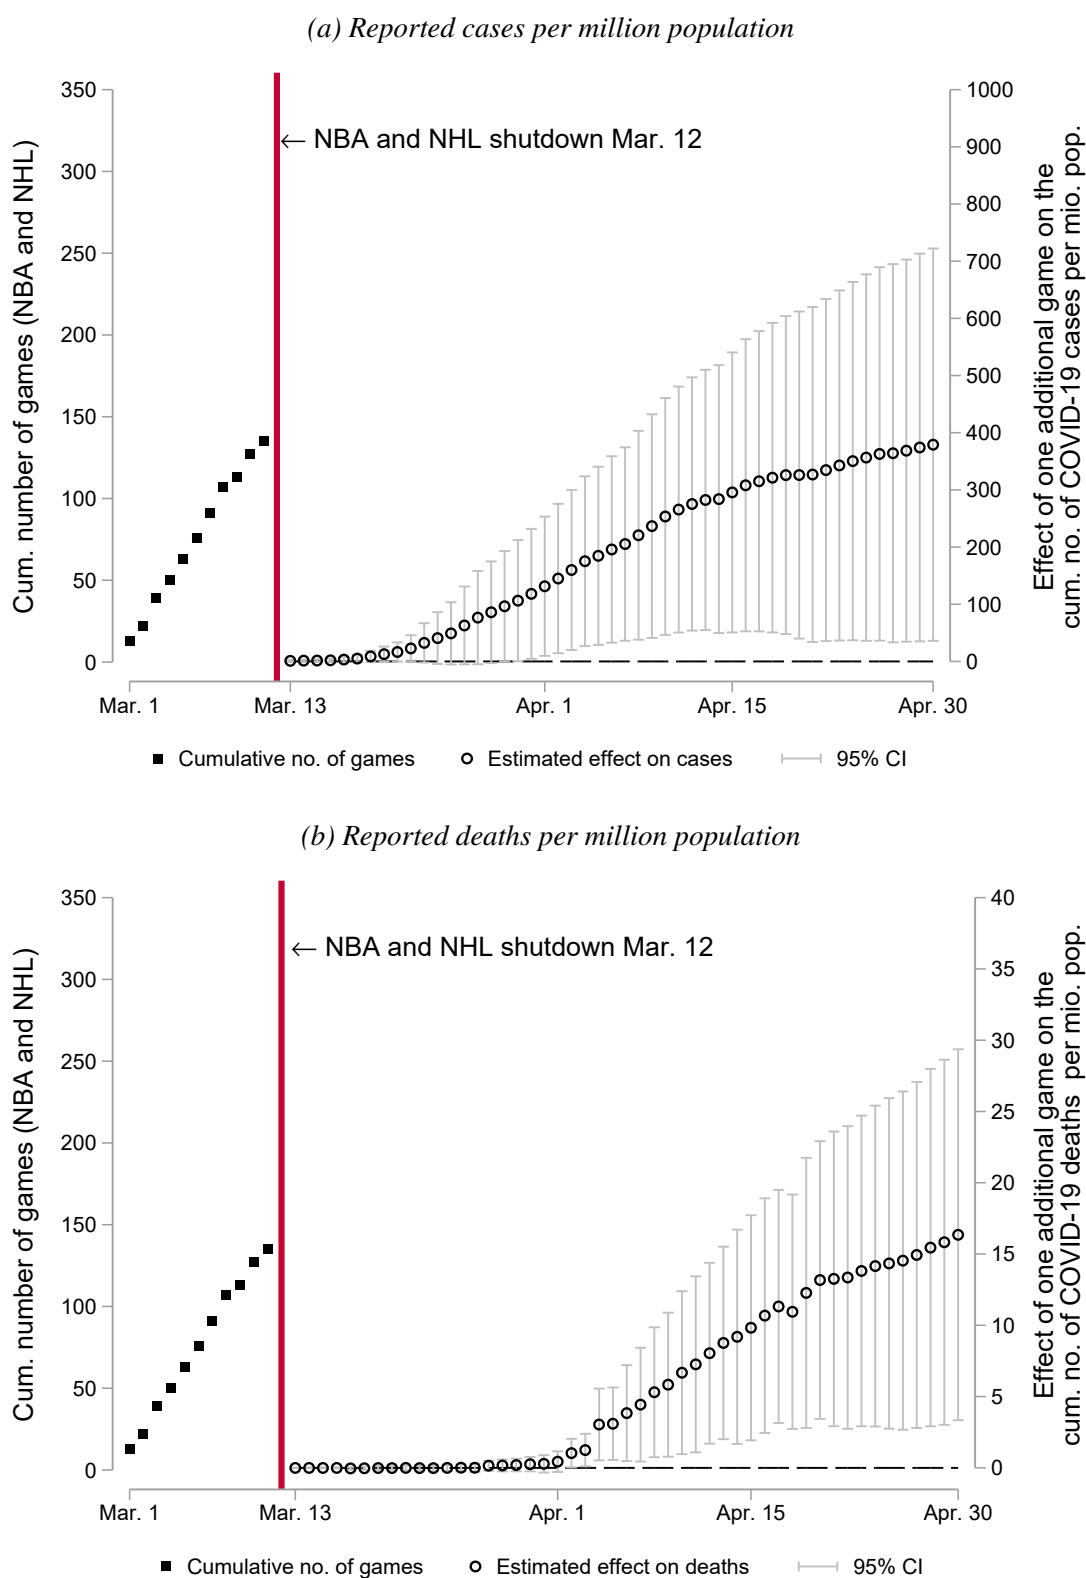 (a) Reported cases per million population
350
300
250
200
150
100
50
0
Cum. number of games (NBA and NHL)
← NBA and NHL shutdown Mar. 12
1000
900
800
700
600
500
400
300
200
100
0
Effect of one additional game on the
cum. no. of COVID-19 cases per mio. pop.
Mar. 1 Mar. 13 Apr. 1 Apr. 15 Apr. 30
Cumulative no. of games Estimated effect on cases 95% CI
(b) Reported deaths per million population
350
300
250
200
150
100
50
0
Cum. number of games (NBA and NHL)
← NBA and NHL shutdown Mar. 12
40
35
30
25
20
15
10
5
0
Effect of one additional game on the
cum. no. of COVID-19 deaths per mio. pop.
Mar. 1 Mar. 13 Apr. 1 Apr. 15 Apr. 30
Cumulative no. of games Estimated effect on deaths 95% CI